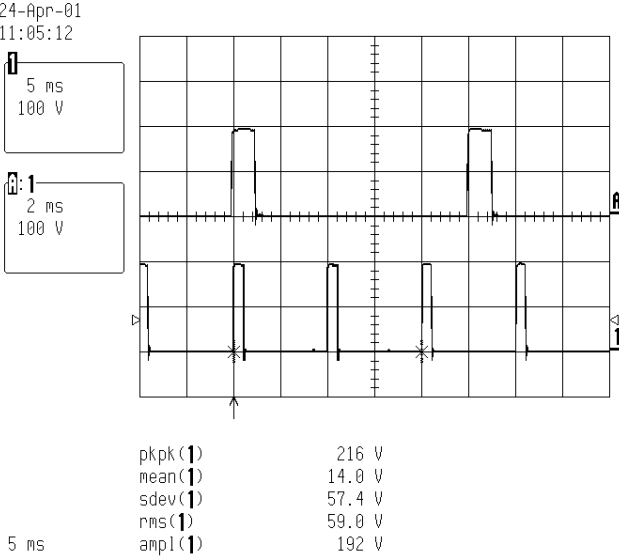 24-Apr-01
11:05:12
1
5 ms
100 V
A:1
2 ms
100 V
A
1
pkpk(1) 216 V
mean(1) 14.0 V
sdev(1) 57.4 V
rms(1) 59.0 V
5 ms ampl(1) 192 V